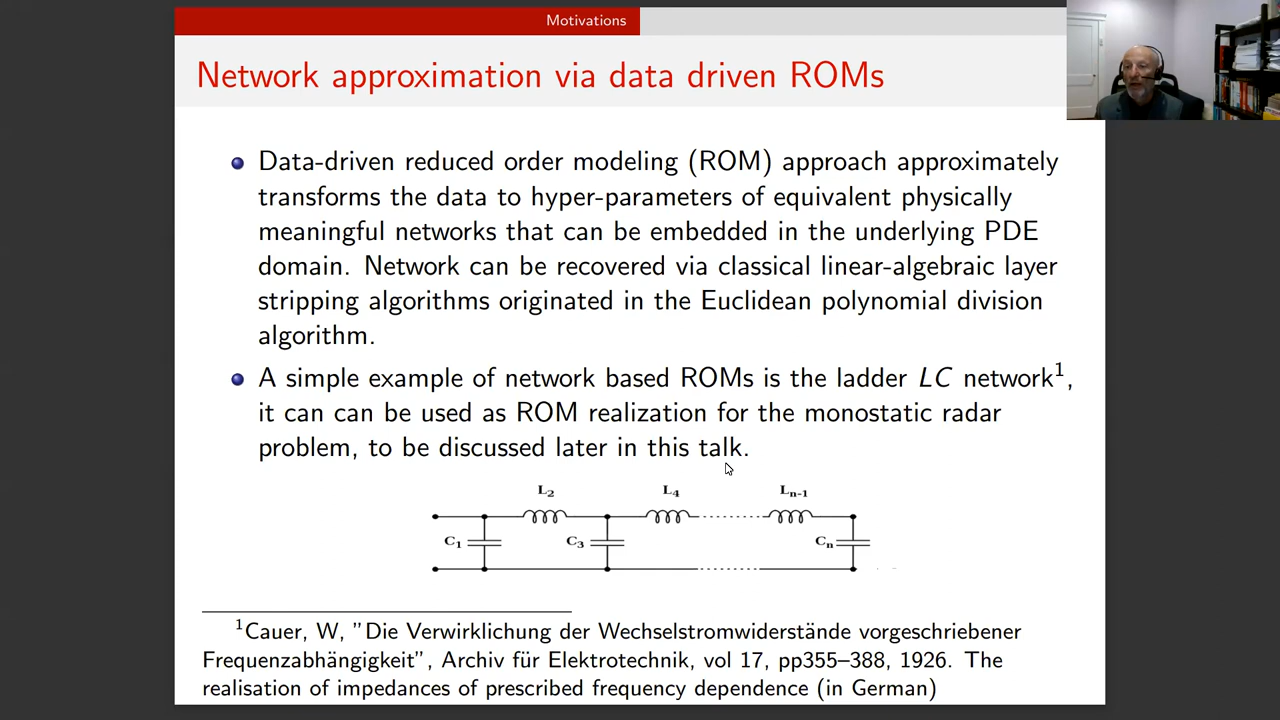 Motivations
Network approximation via data driven ROMs
Data-driven reduced order modeling (ROM) approach approximately
transforms the data to hyper-parameters of equivalent physically
meaningful networks that can be embedded in the underlying PDE
domain. Network can be recovered via classical linear-algebraic layer
stripping algorithms originated in the Euclidean polynomial division
algorithm.
A simple example of network based ROMs is the ladder LC network¹,
it can can be used as ROM realization for the monostatic radar
problem, to be discussed later in this talk.
L₂ L₄ Lₙ₋₁
C₁ C₃ Cₙ
¹Cauer, W, ”Die Verwirklichung der Wechselstromwiderstände vorgeschriebener
Frequenzabhängigkeit”, Archiv für Elektrotechnik, vol 17, pp355–388, 1926. The
realisation of impedances of prescribed frequency dependence (in German)